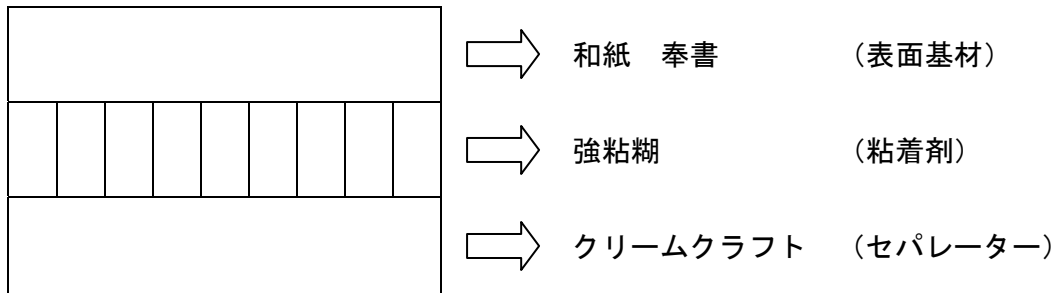 和紙　奉書　（表面基材）
強粘糊　（粘着剤）
クリームクラフト　（セパレーター）